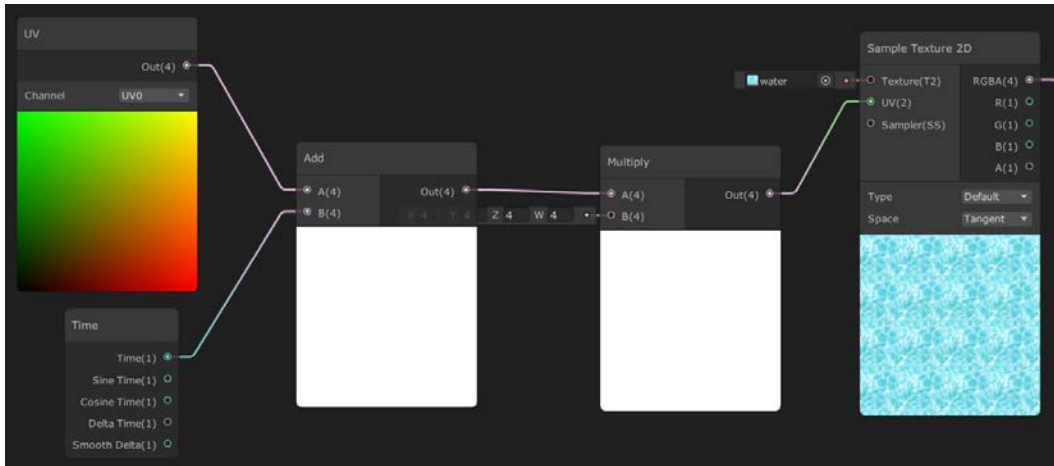 UV
Out(4)
Channel UV0
Time
Time(1)
Sine Time(1)
Cosine Time(1)
Delta Time(1)
Smooth Delta(1)
Add
A(4) Out(4)
B(4)
X 4 Y 4 Z 4 W 4
Multiply
A(4) Out(4)
B(4)
water
Sample Texture 2D
Texture(T2) RGBA(4)
UV(2) R(1)
Sampler(SS) G(1)
B(1)
A(1)
Type Default
Space Tangent